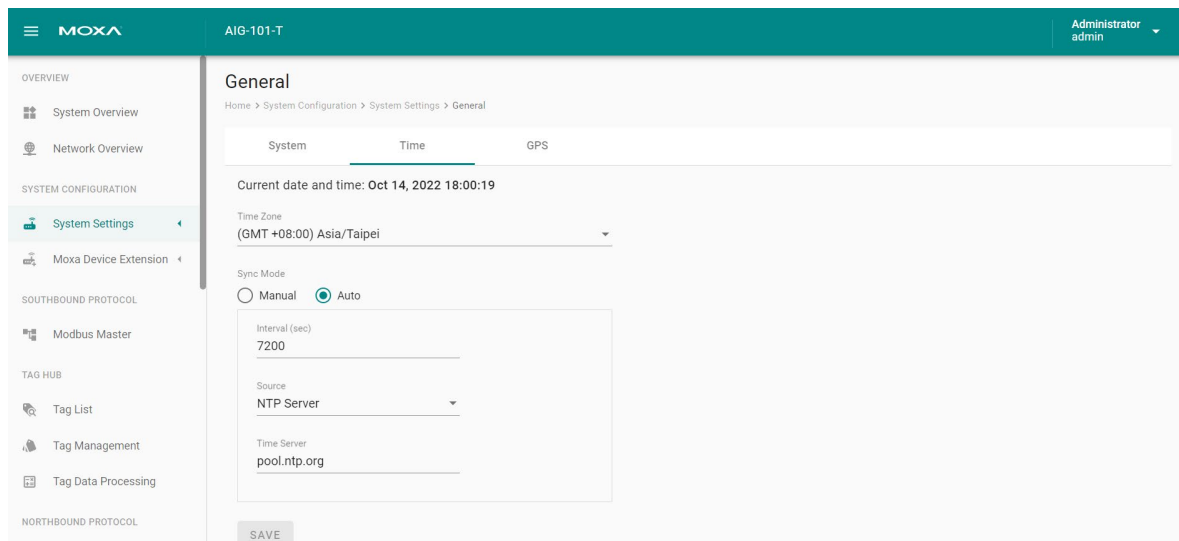 MOXA
AIG-101-T
Administrator
admin
OVERVIEW
System Overview
Network Overview
SYSTEM CONFIGURATION
System Settings
Moxa Device Extension
SOUTHBOUND PROTOCOL
Modbus Master
TAG HUB
Tag List
Tag Management
Tag Data Processing
NORTHBOUND PROTOCOL
General
Home > System Configuration > System Settings > General
System Time GPS
Current date and time: Oct 14, 2022 18:00:19
Time Zone
(GMT +08:00) Asia/Taipei
Sync Mode
Manual Auto
Interval (sec)
7200
Source
NTP Server
Time Server
pool.ntp.org
SAVE